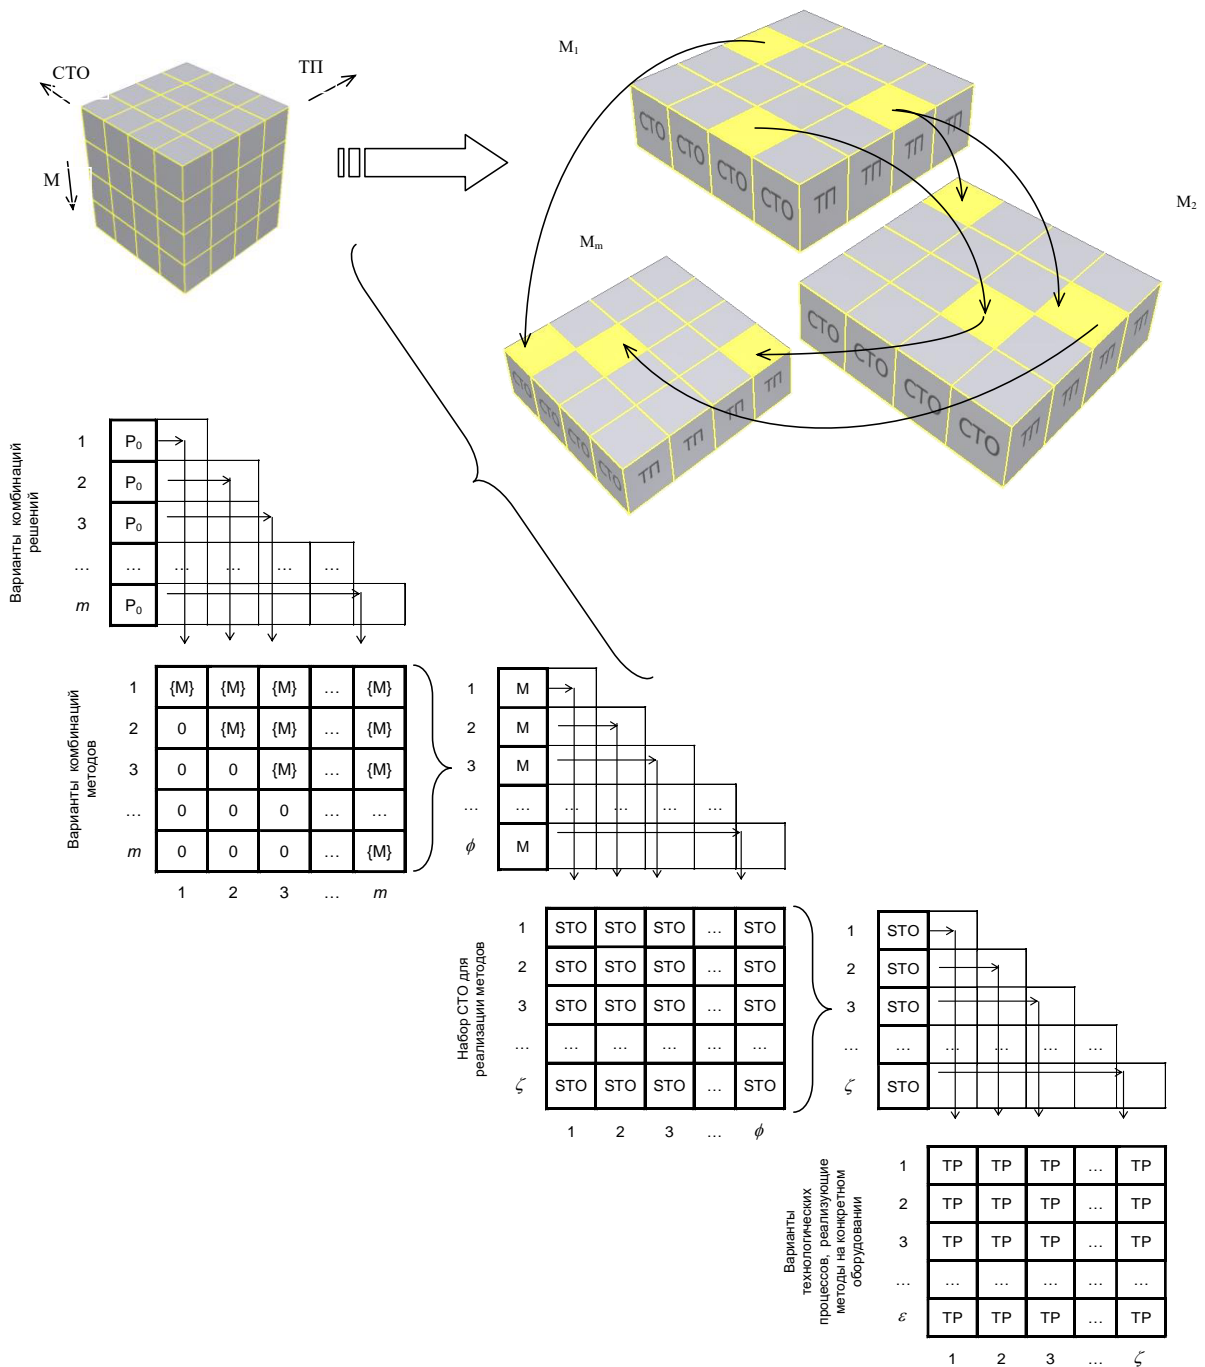 СТО
ТП
М
M₁
СТО
СТО
СТО
СТО
ТП
ТП
ТП
ТП
M₂
СТО
СТО
СТО
СТО
ТП
ТП
ТП
Mₘ
СТО
СТО
СТО
СТО
ТП
ТП
ТП
ТП
Варианты комбинаций
решений
1 P₀
2 P₀
3 P₀
... ... ... ... ... ...
m P₀
Варианты комбинаций
методов
1 {M} {M} {M} ... {M}
2 0 {M} {M} ... {M}
3 0 0 {M} ... {M}
... 0 0 0 ... ...
m 0 0 0 ... {M}
1 2 3 ... m
1 M
2 M
3 M
... ... ... ... ... ...
ϕ M
Набор СТО для
реализации методов
1 STO STO STO ... STO
2 STO STO STO ... STO
3 STO STO STO ... STO
... ... ... ... ... ...
ζ STO STO STO ... STO
1 2 3 ... ϕ
1 STO
2 STO
3 STO
... ... ... ... ... ...
ζ STO
Варианты
технологических
процессов, реализующие
методы на конкретном
оборудовании
1 TP TP TP ... TP
2 TP TP TP ... TP
3 TP TP TP ... TP
... ... ... ... ... ...
ε TP TP TP ... TP
1 2 3 ... ζ